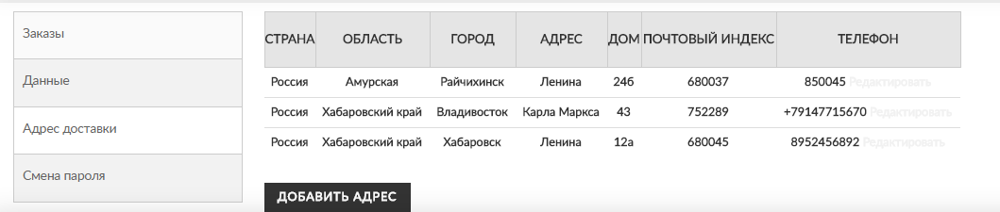 Заказы
Данные
Адрес доставки
Смена пароля
СТРАНА ОБЛАСТЬ ГОРОД АДРЕС ДОМ ПОЧТОВЫЙ ИНДЕКС ТЕЛЕФОН
Россия Амурская Райчихинск Ленина 246 680037 850045 Редактировать
Россия Хабаровский край Владивосток Карла Маркса 43 752289 +79147715670 Редактировать
Россия Хабаровский край Хабаровск Ленина 12а 680045 8952456892 Редактировать
ДОБАВИТЬ АДРЕС